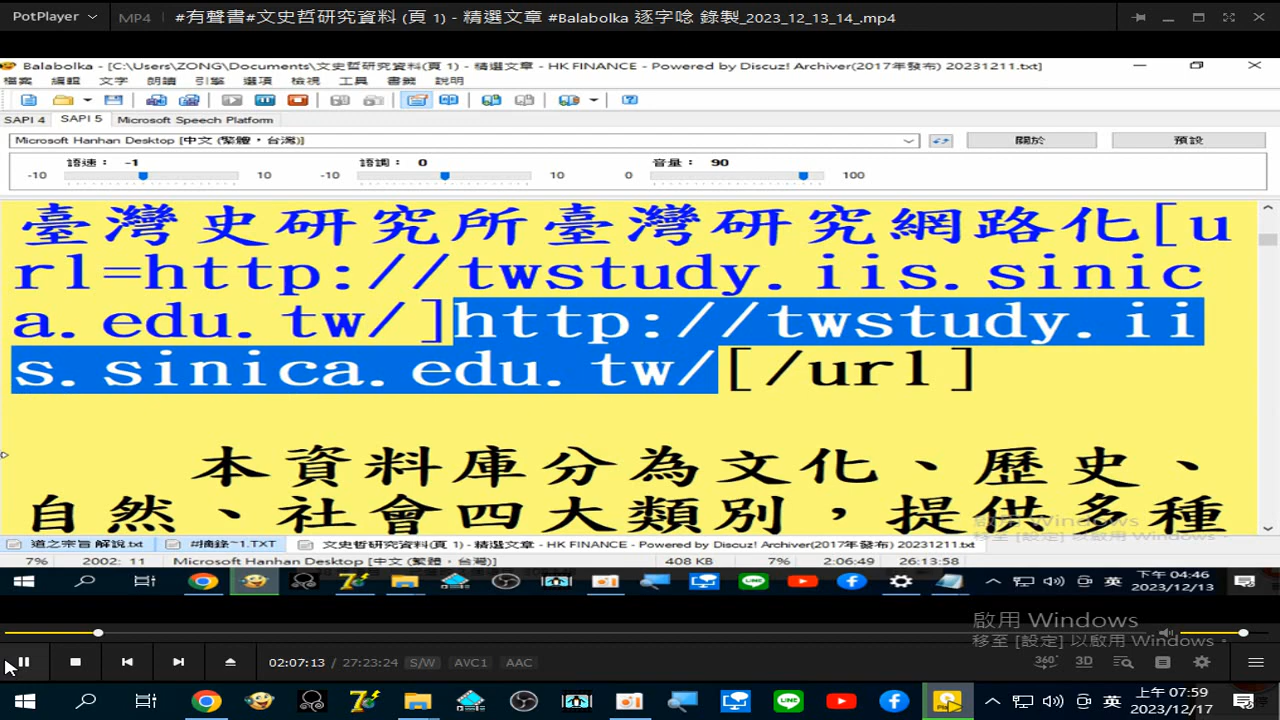 PotPlayer MP4 #有聲書#文史哲研究資料 (頁 1) - 精選文章 #Balabolka 逐字唸 錄製_2023_12_13_14_.mp4
Balabolka - [C:\Users\ZONG\Documents\文史哲研究資料(頁 1) - 精選文章 - HK FINANCE - Powered by Discuz! Archiver(2017年發布) 20231211.txt]
檔案 編輯 文字 朗讀 引擎 選項 檢視 工具 書籤 說明
SAPI 4 SAPI 5 Microsoft Speech Platform
Microsoft Hanhan Desktop [中文 (繁體，台灣)] 關於 預設
語速： -1 語調： 0 音量： 90
-10 10 -10 10 0 100
臺灣史研究所臺灣研究網路化[u
rl=http://twstudy.iis.sinic
a.edu.tw/]http://twstudy.ii
s.sinica.edu.tw/[/url]
本資料庫分為文化、歷史、
自然、社會四大類別，提供多種
啟用 Windows
移至 [設定] 以啟用 Windows。
道之宗旨 解說.txt #摘錄~1.TXT 文史哲研究資料(頁 1) - 精選文章 - HK FINANCE - Powered by Discuz! Archiver(2017年發布) 20231211.txt
7% 2002: 11 Microsoft Hanhan Desktop [中文 (繁體，台灣)] 408 KB 7% 2:06:49 26:13:58
英 下午 04:46
2023/12/13
啟用 Windows
移至 [設定] 以啟用 Windows。
02:07:13 / 27:23:24 S/W AVC1 AAC 360° 3D
英 上午 07:59
2023/12/17